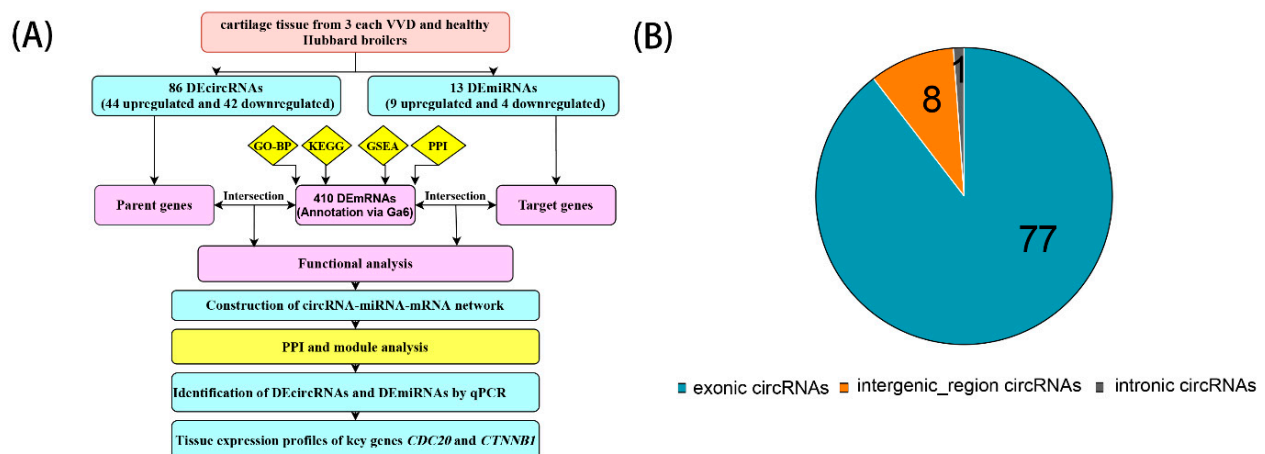 (A)
cartilage tissue from 3 each VVD and healthy
Hubbard broilers
86 DEcircRNAs
(44 upregulated and 42 downregulated)
13 DEmiRNAs
(9 upregulated and 4 downregulated)
GO-BP
KEGG
GSEA
PPI
Parent genes
Intersection
410 DEmRNAs
(Annotation via Ga6)
Intersection
Target genes
Functional analysis
Construction of circRNA-miRNA-mRNA network
PPI and module analysis
Identification of DEcircRNAs and DEmiRNAs by qPCR
Tissue expression profiles of key genes CDC20 and CTNNB1
(B)
1
8
77
exonic circRNAs
intergenic_region circRNAs
intronic circRNAs